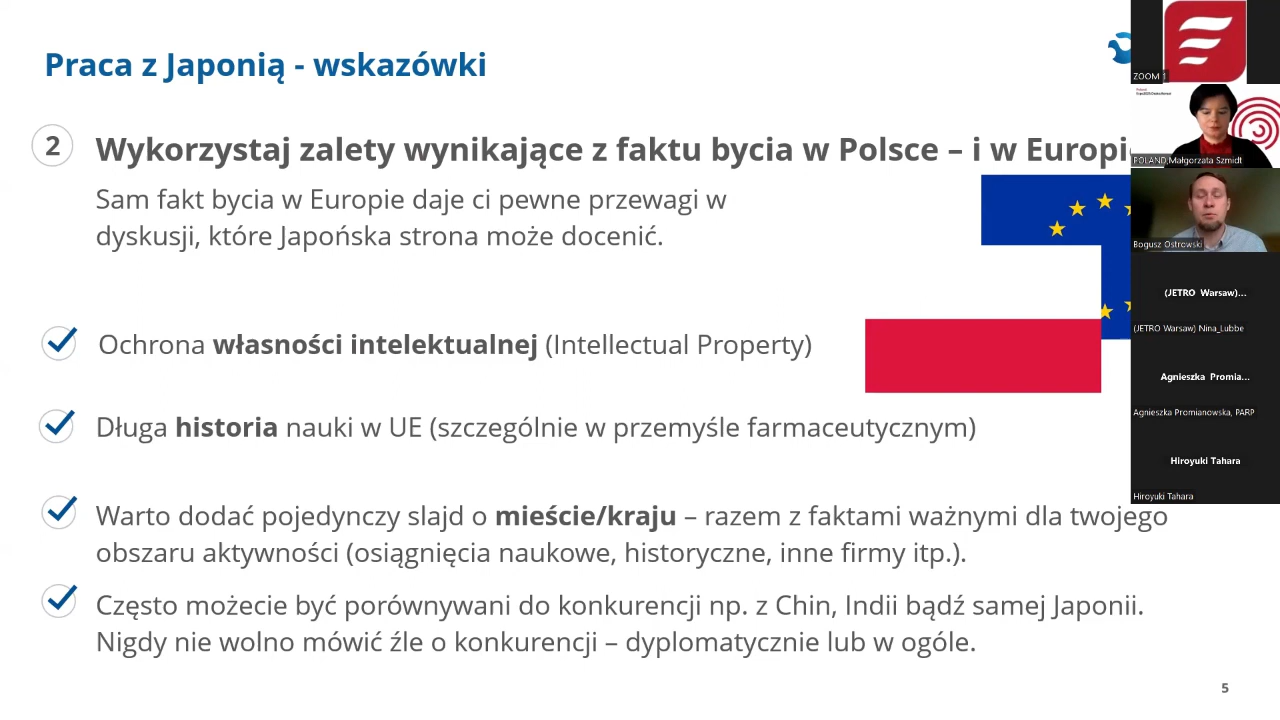 Praca z Japonią - wskazówki
2
Wykorzystaj zalety wynikające z faktu bycia w Polsce – i w Europi
Sam fakt bycia w Europie daje ci pewne przewagi w
dyskusji, które Japońska strona może docenić.
Ochrona własności intelektualnej (Intellectual Property)
Długa historia nauki w UE (szczególnie w przemyśle farmaceutycznym)
Warto dodać pojedynczy slajd o mieście/kraju – razem z faktami ważnymi dla twojego
obszaru aktywności (osiągnięcia naukowe, historyczne, inne firmy itp.).
Często możecie być porównywani do konkurencji np. z Chin, Indii bądź samej Japonii.
Nigdy nie wolno mówić źle o konkurencji – dyplomatycznie lub w ogóle.
5
ZOOM 1
POLAND,Małgorzata Szmidt
Bogusz Ostrowski
(JETRO Warsaw)...
(JETRO Warsaw) Nina_Lubbe
Agnieszka Promia...
Agnieszka Promianowska, PARP
Hiroyuki Tahara
Hiroyuki Tahara